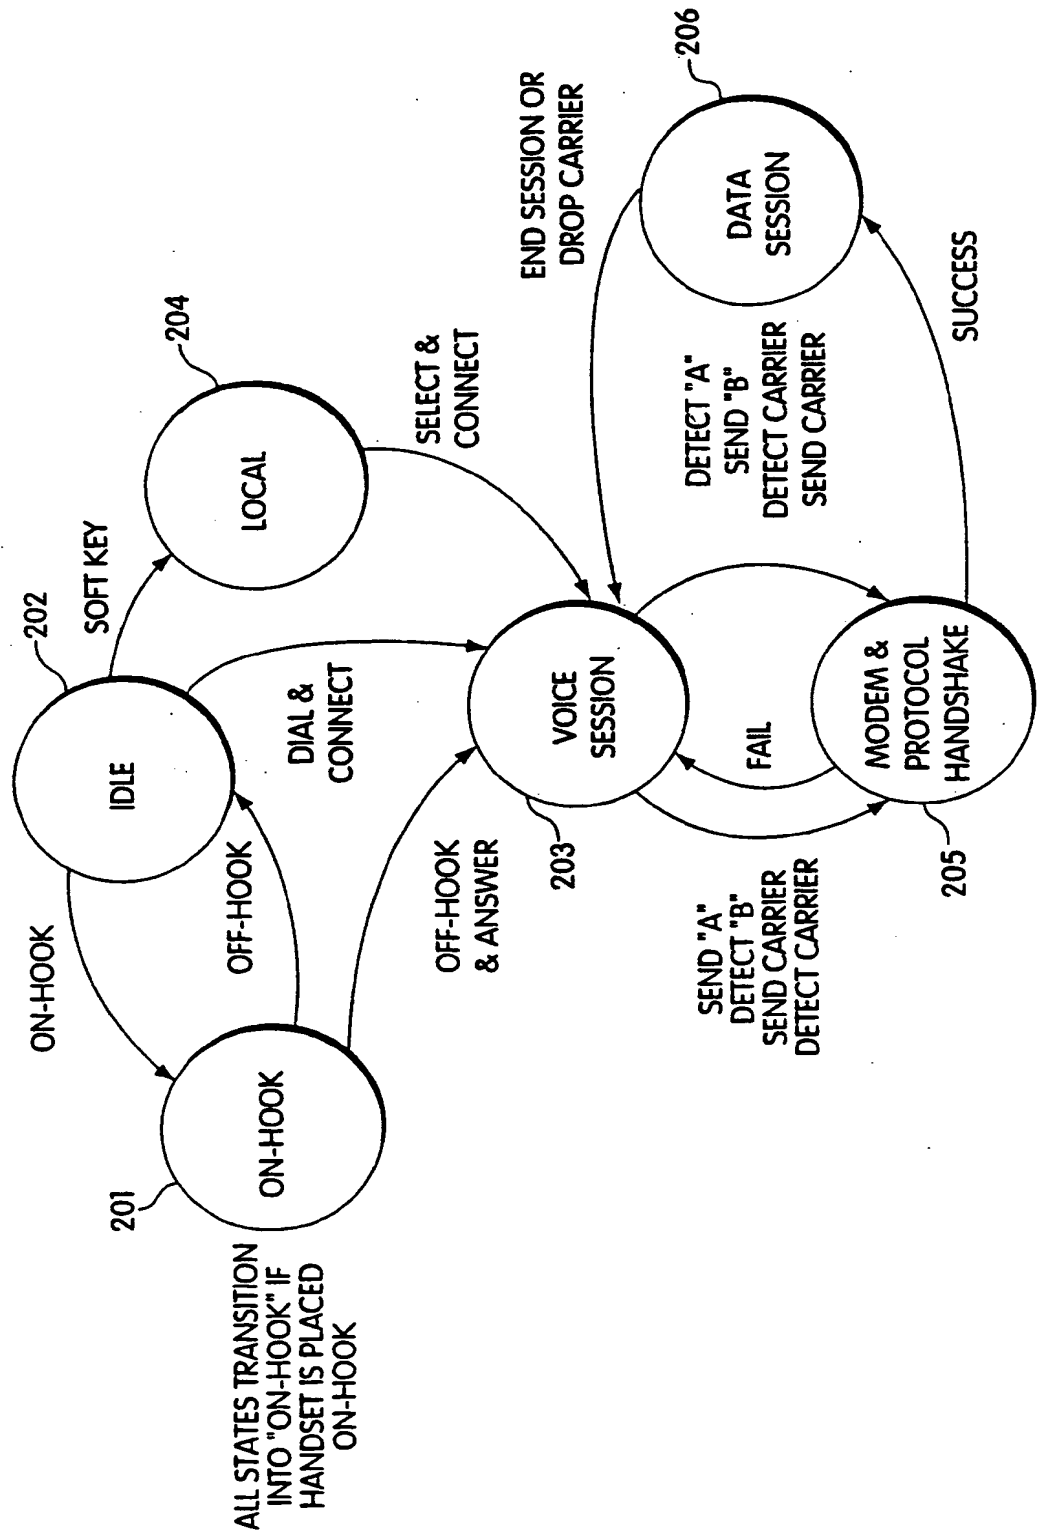 ON-HOOK
202
SOFT KEY
204
IDLE
LOCAL
OFF-HOOK
201
ON-HOOK
ALL STATES TRANSITION
INTO "ON-HOOK" IF
HANDSET IS PLACED
ON-HOOK
DIAL &
CONNECT
SELECT &
CONNECT
OFF-HOOK
& ANSWER
END SESSION OR
DROP CARRIER
206
VOICE
SESSION
203
DATA
SESSION
DETECT "A"
SEND "B"
DETECT CARRIER
SEND CARRIER
SEND "A"
DETECT "B"
SEND CARRIER
DETECT CARRIER
FAIL
MODEM &
PROTOCOL
HANDSHAKE
205
SUCCESS